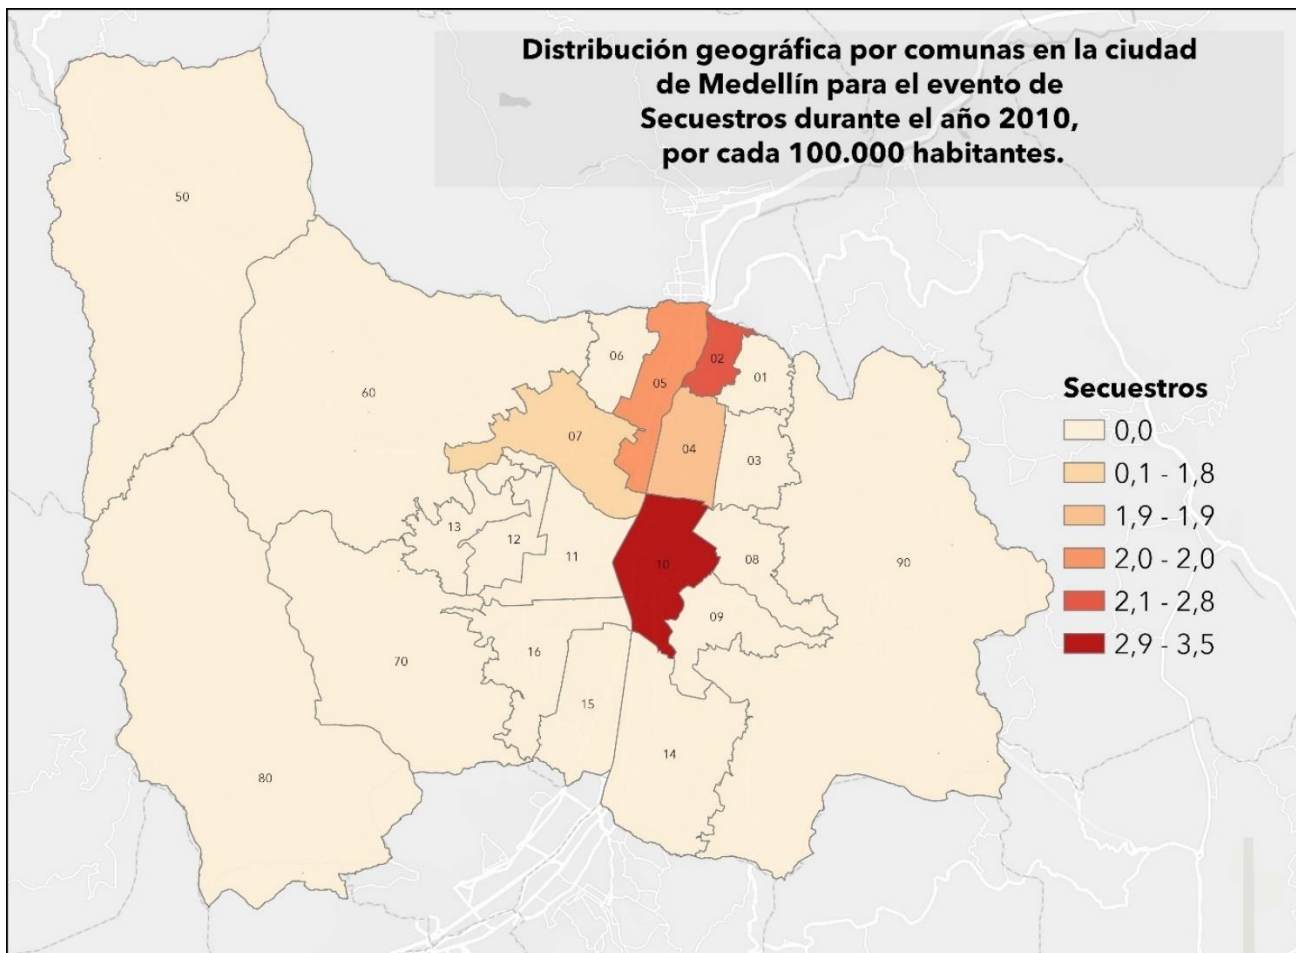 Distribución geográfica por comunas en la ciudad
de Medellín para el evento de
Secuestros durante el año 2010,
por cada 100.000 habitantes.
50
60
06
05
02
01
07
04
03
13
12
11
10
08
90
09
16
70
15
14
80
Secuestros
0,0
0,1 - 1,8
1,9 - 1,9
2,0 - 2,0
2,1 - 2,8
2,9 - 3,5